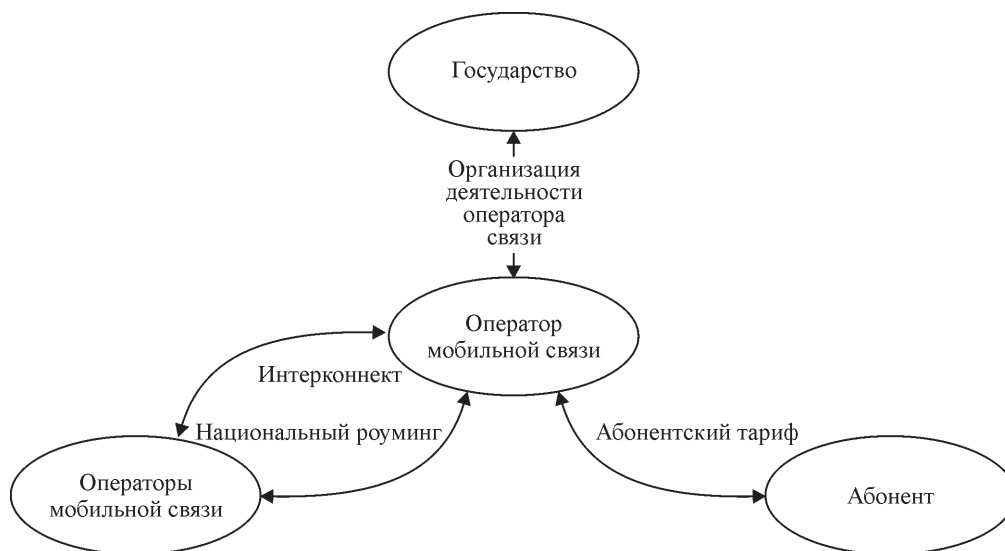 Государство
Организация
деятельности
оператора
связи
Оператор
мобильной связи
Интерконнект
Национальный роуминг
Абонентский тариф
Операторы
мобильной связи
Абонент